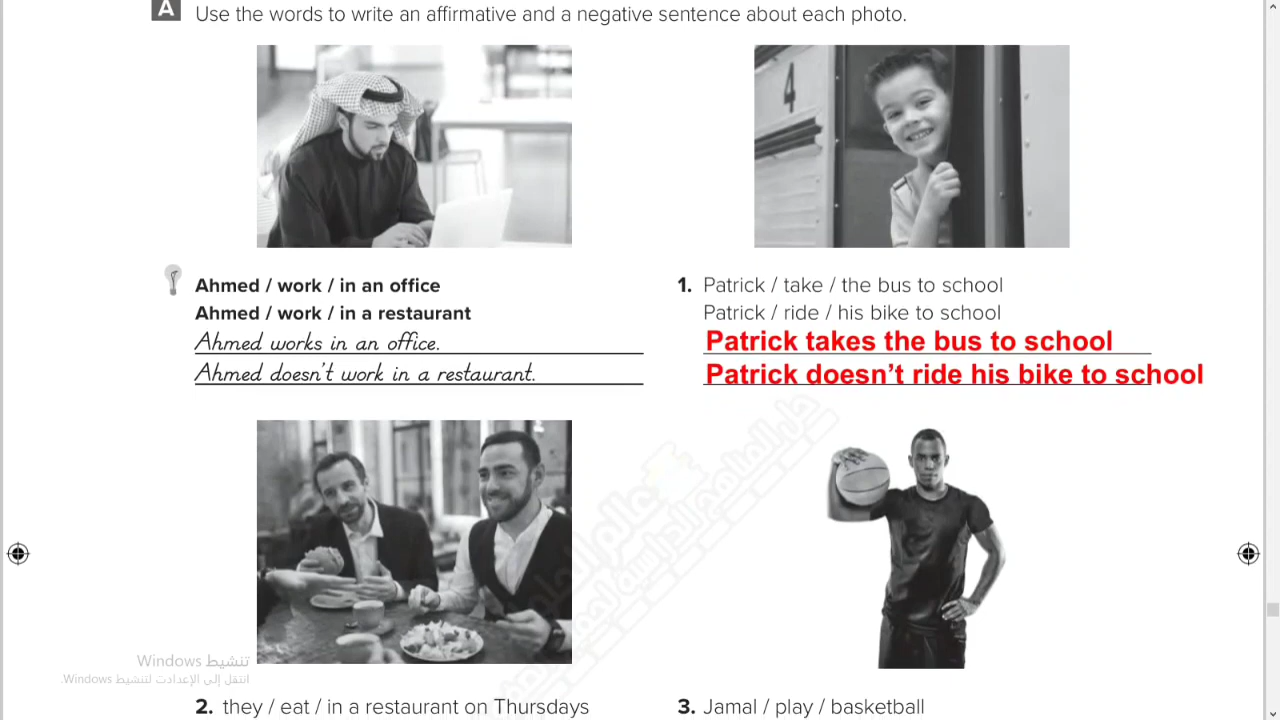 A Use the words to write an affirmative and a negative sentence about each photo.
4
Ahmed / work / in an office
Ahmed / work / in a restaurant
Ahmed works in an office.
Ahmed doesn't work in a restaurant.
1. Patrick / take / the bus to school
Patrick / ride / his bike to school
Patrick takes the bus to school
Patrick doesn’t ride his bike to school
تنشيط Windows
انتقل إلى الإعدادات لتنشيط Windows.
2. they / eat / in a restaurant on Thursdays
3. Jamal / play / basketball